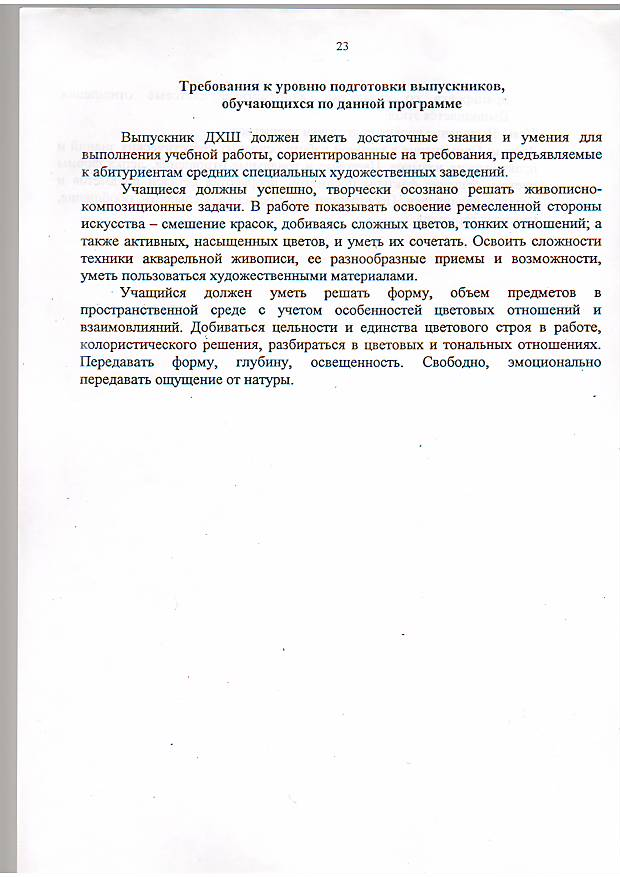 23
Требования к уровню подготовки выпускников,
обучающихся по данной программе
Выпускник ДХШ должен иметь достаточные знания и умения для
выполнения учебной работы, сориентированные на требования, предъявляемые
к абитуриентам средних специальных художественных заведений.
Учащиеся должны успешно, творчески осознано решать живописно-
композиционные задачи. В работе показывать освоение ремесленной стороны
искусства – смешение красок, добиваясь сложных цветов, тонких отношений; а
также активных, насыщенных цветов, и уметь их сочетать. Освоить сложности
техники акварельной живописи, ее разнообразные приемы и возможности,
уметь пользоваться художественными материалами.
Учащийся должен уметь решать форму, объем предметов в
пространственной среде с учетом особенностей цветовых отношений и
взаимовлияний. Добиваться цельности и единства цветового строя в работе,
колористического решения, разбираться в цветовых и тональных отношениях.
Передавать форму, глубину, освещенность. Свободно, эмоционально
передавать ощущение от натуры.